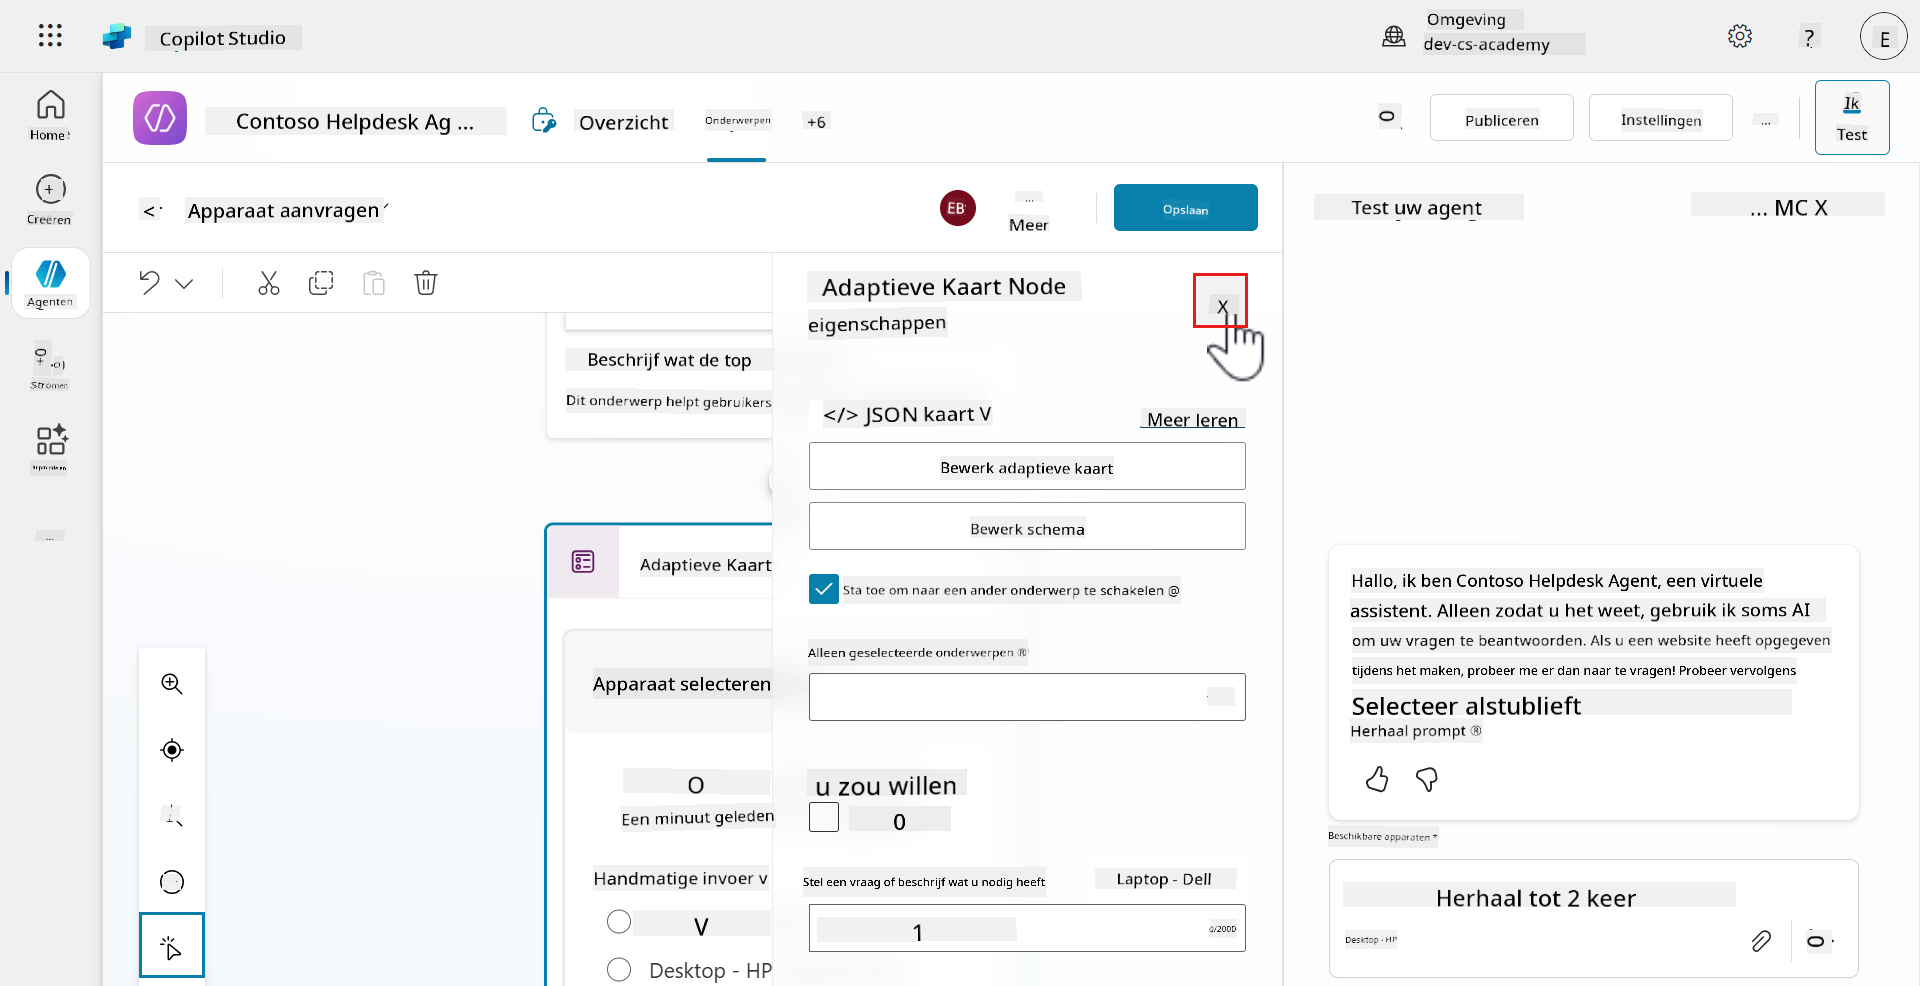 Copilot Studio
Omgeving
dev-cs-academy
?
E
Home
Contoso Helpdesk Ag ...
Overzicht
Onderwerpen
+6
Publiceren
Instellingen
...
Ik
Test
Creëren
<
Apparaat aanvragen
EB
...
Meer
Opslaan
Test uw agent
... MC X
Agenten
Stromen
...
Beschrijf wat de top
Dit onderwerp helpt gebruikers
Adaptieve Kaart
Apparaat selecteren
O
Een minuut geleden
Handmatige invoer v
V
Desktop - HP
Adaptieve Kaart Node
eigenschappen
X
</> JSON kaart V
Meer leren
Bewerk adaptieve kaart
Bewerk schema
Sta toe om naar een ander onderwerp te schakelen @
Alleen geselecteerde onderwerpen ®
u zou willen
0
Stel een vraag of beschrijf wat u nodig heeft
Laptop - Dell
1
0/2000
Hallo, ik ben Contoso Helpdesk Agent, een virtuele
assistent. Alleen zodat u het weet, gebruik ik soms AI
om uw vragen te beantwoorden. Als u een website heeft opgegeven
tijdens het maken, probeer me er dan naar te vragen! Probeer vervolgens
Selecteer alstublieft
Herhaal prompt ®
Beschikbare apparaten *
Herhaal tot 2 keer
Desktop - HP